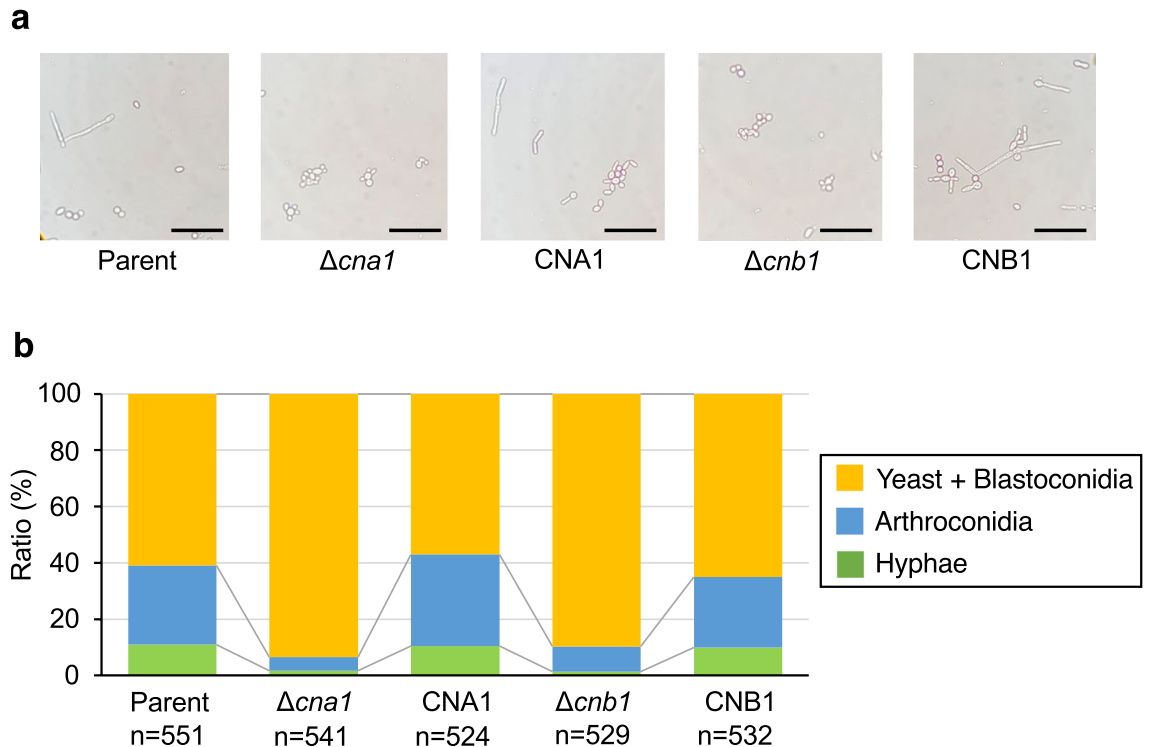 a
Parent Δcna1 CNA1 Δcnb1 CNB1
b
100
80
60
40
20
0
Ratio (%)
Yeast + Blastoconidia
Arthroconidia
Hyphae
Parent Δcna1 CNA1 Δcnb1 CNB1
n=551 n=541 n=524 n=529 n=532